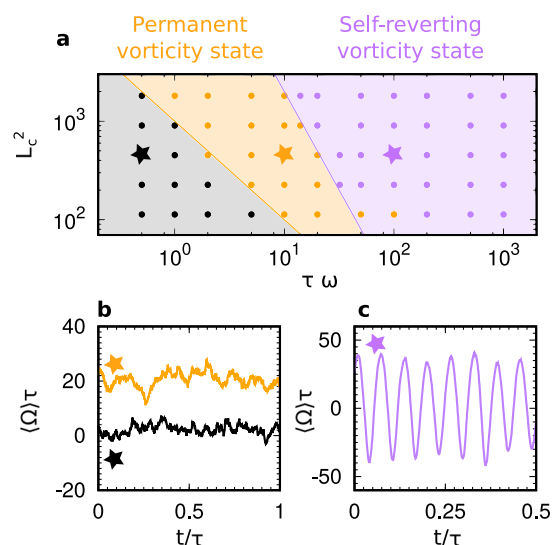 Permanent vorticity state
Self-reverting vorticity state
a
L_c^2
10^3
10^2
10^0
10^1
10^2
10^3
τ ω
b
⟨Ω⟩τ
40
20
0
-20
0
0.5
1
t/τ
c
⟨Ω⟩τ
50
0
-50
0
0.25
0.5
t/τ